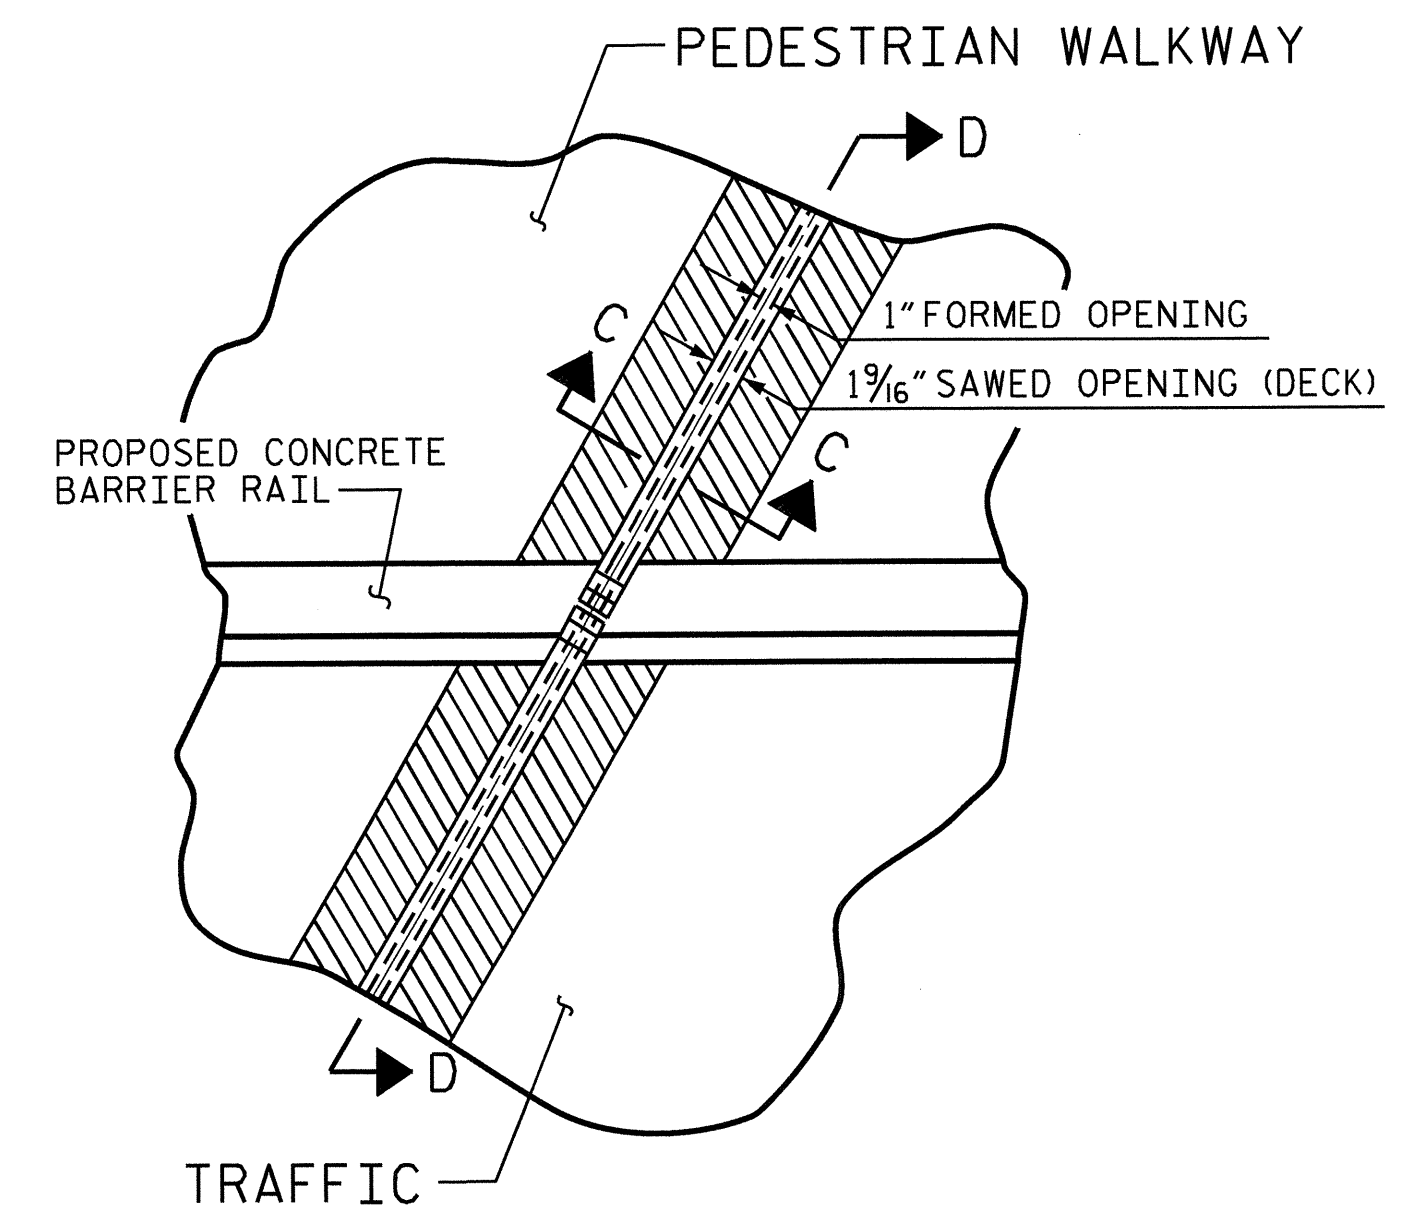 PEDESTRIAN WALKWAY
D
C
1" FORMED OPENING
1 9/16" SAWED OPENING (DECK)
C
PROPOSED CONCRETE
BARRIER RAIL
D
TRAFFIC